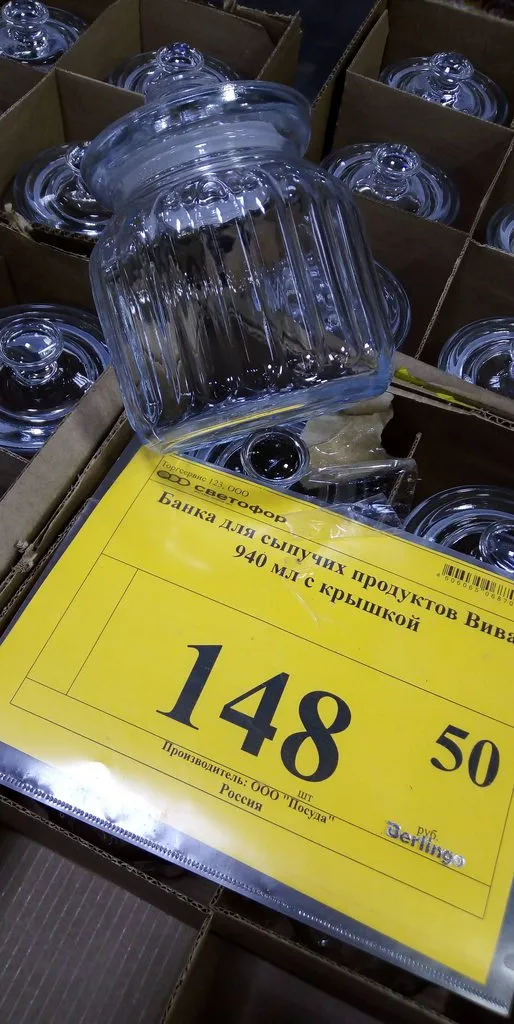 Торгсервис 123, ООО
СВЕТОФОР
Банка для сыпучих продуктов Вива
940 мл с крышкой
148
50
шт
руб.
Производитель: ООО "Посуда"
Россия
Berlingo